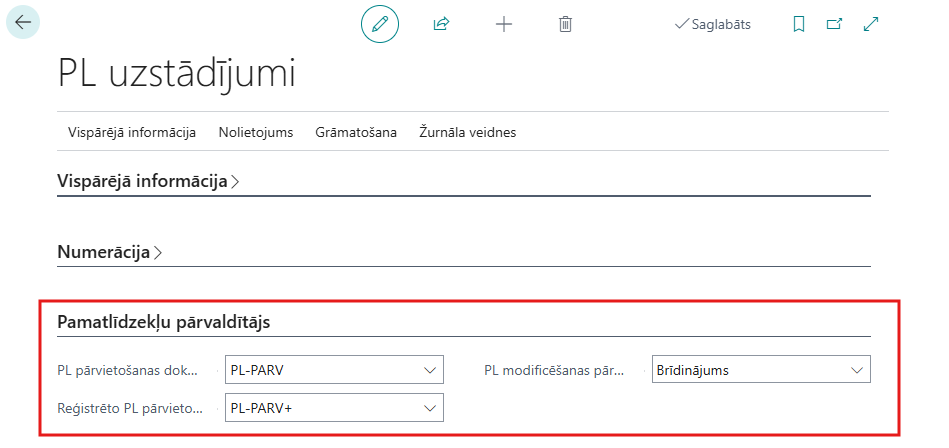 Saglabāts
PL uzstādījumi
Vispārējā informācija Nolietojums Grāmatošana Žurnāla veidnes
Vispārējā informācija
Numerācija
Pamatlīdzekļu pārvaldītājs
PL pārvietošanas dok... PL-PARV PL modificēšanas pār... Brīdinājums
Reģistrēto PL pārvieto... PL-PARV+